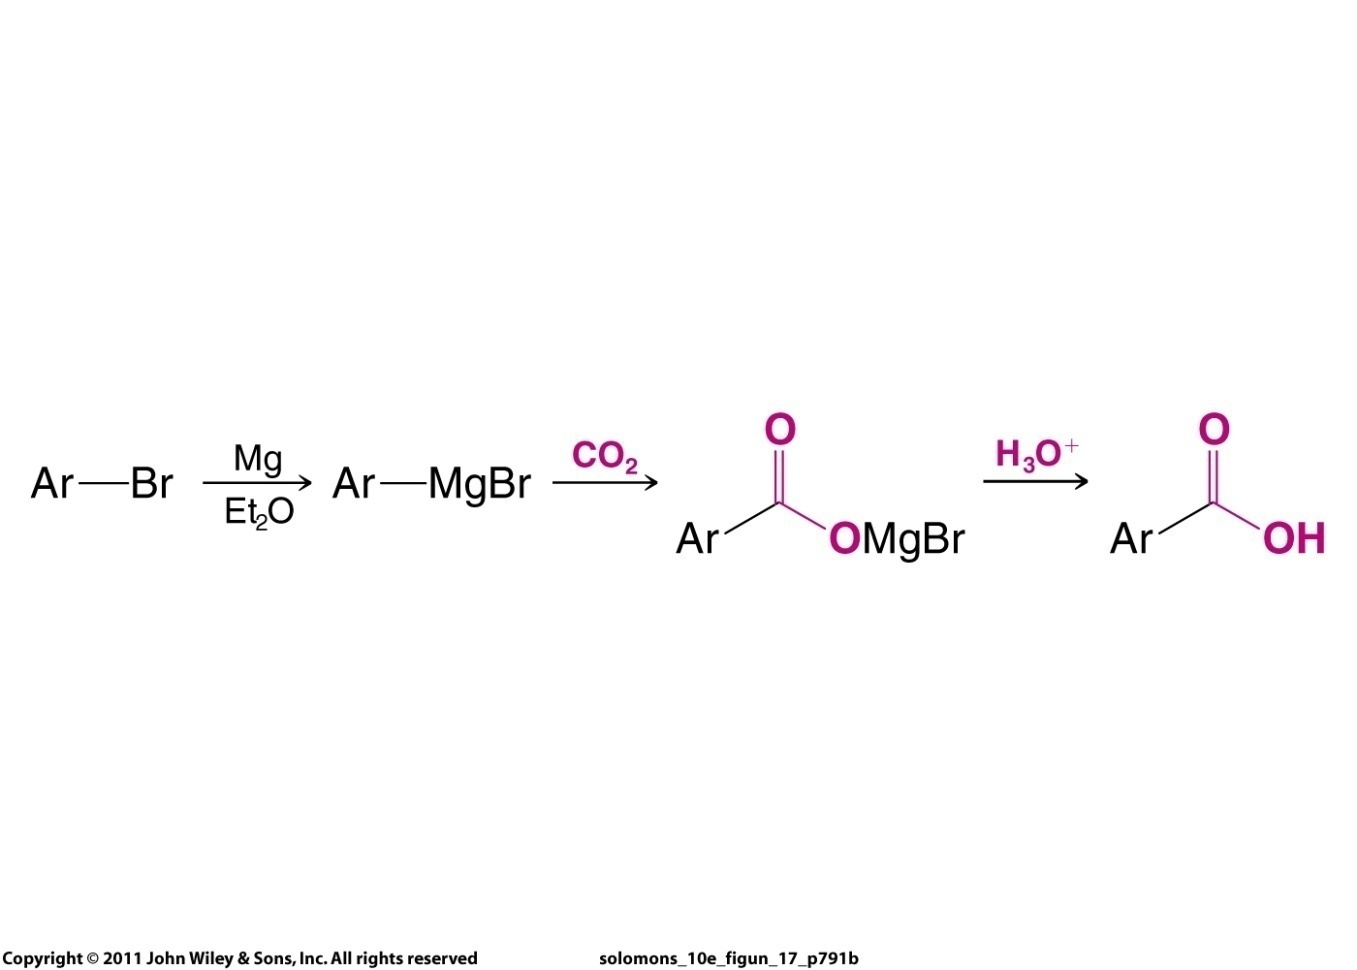 O O
Mg CO₂ H₃O⁺
Ar—Br Ar—MgBr
Et₂O Ar OMgBr Ar OH
Copyright © 2011 John Wiley & Sons, Inc. All rights reserved solomons_10e_figun_17_p791b